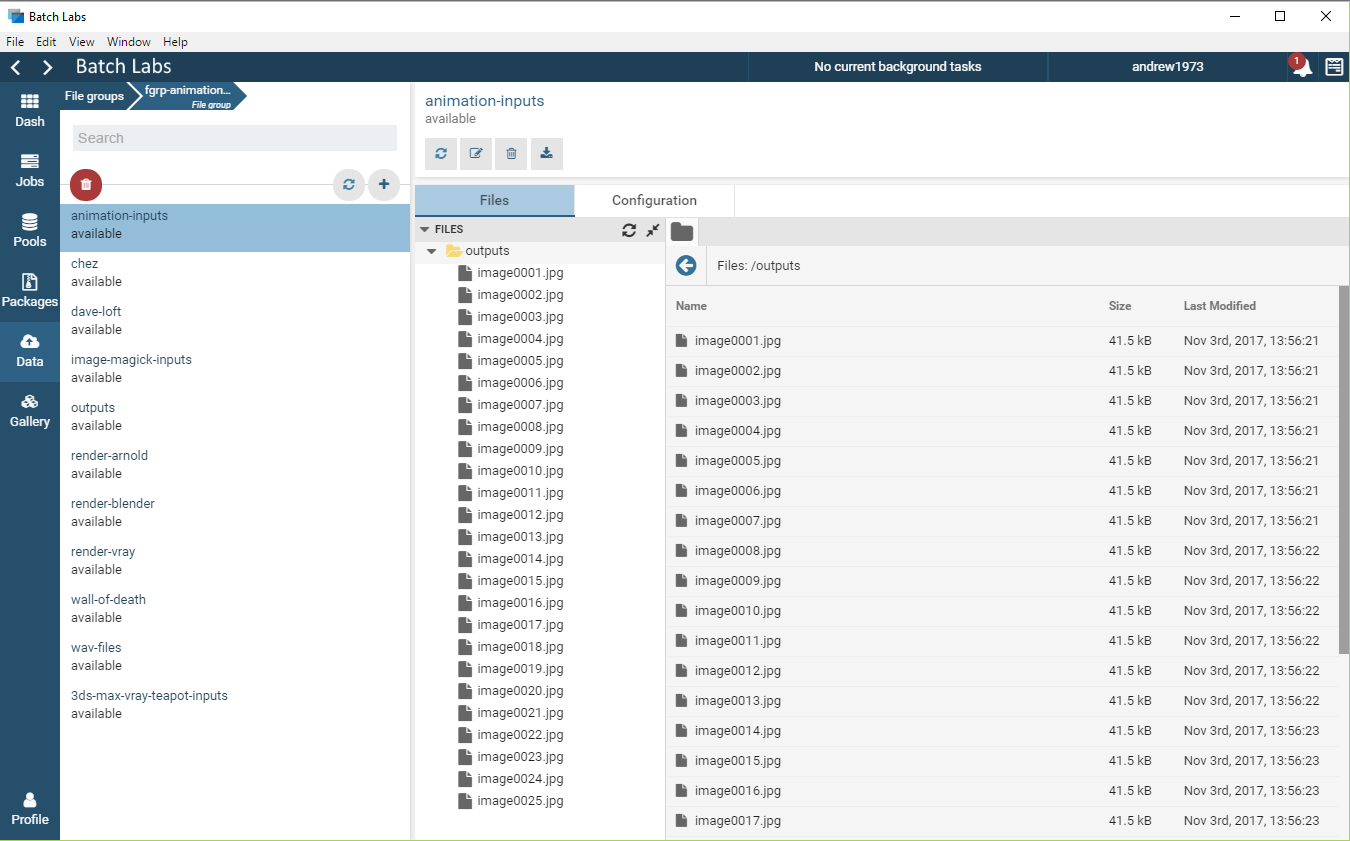 Batch Labs
File Edit View Window Help
Batch Labs
No current background tasks
andrew1973
1
Dash
Jobs
Pools
Packages
Data
Gallery
Profile
File groups
fgrp-animation...
File group
Search
animation-inputs
available
chez
available
dave-loft
available
image-magick-inputs
available
outputs
available
render-arnold
available
render-blender
available
render-vray
available
wall-of-death
available
wav-files
available
3ds-max-vray-teapot-inputs
available
animation-inputs
available
Files
Configuration
FILES
outputs
image0001.jpg
image0002.jpg
image0003.jpg
image0004.jpg
image0005.jpg
image0006.jpg
image0007.jpg
image0008.jpg
image0009.jpg
image0010.jpg
image0011.jpg
image0012.jpg
image0013.jpg
image0014.jpg
image0015.jpg
image0016.jpg
image0017.jpg
image0018.jpg
image0019.jpg
image0020.jpg
image0021.jpg
image0022.jpg
image0023.jpg
image0024.jpg
image0025.jpg
Files: /outputs
Name Size Last Modified
image0001.jpg 41.5 kB Nov 3rd, 2017, 13:56:21
image0002.jpg 41.5 kB Nov 3rd, 2017, 13:56:21
image0003.jpg 41.5 kB Nov 3rd, 2017, 13:56:21
image0004.jpg 41.5 kB Nov 3rd, 2017, 13:56:21
image0005.jpg 41.5 kB Nov 3rd, 2017, 13:56:21
image0006.jpg 41.5 kB Nov 3rd, 2017, 13:56:21
image0007.jpg 41.5 kB Nov 3rd, 2017, 13:56:21
image0008.jpg 41.5 kB Nov 3rd, 2017, 13:56:22
image0009.jpg 41.5 kB Nov 3rd, 2017, 13:56:22
image0010.jpg 41.5 kB Nov 3rd, 2017, 13:56:22
image0011.jpg 41.5 kB Nov 3rd, 2017, 13:56:22
image0012.jpg 41.5 kB Nov 3rd, 2017, 13:56:22
image0013.jpg 41.5 kB Nov 3rd, 2017, 13:56:22
image0014.jpg 41.5 kB Nov 3rd, 2017, 13:56:23
image0015.jpg 41.5 kB Nov 3rd, 2017, 13:56:23
image0016.jpg 41.5 kB Nov 3rd, 2017, 13:56:23
image0017.jpg 41.5 kB Nov 3rd, 2017, 13:56:23